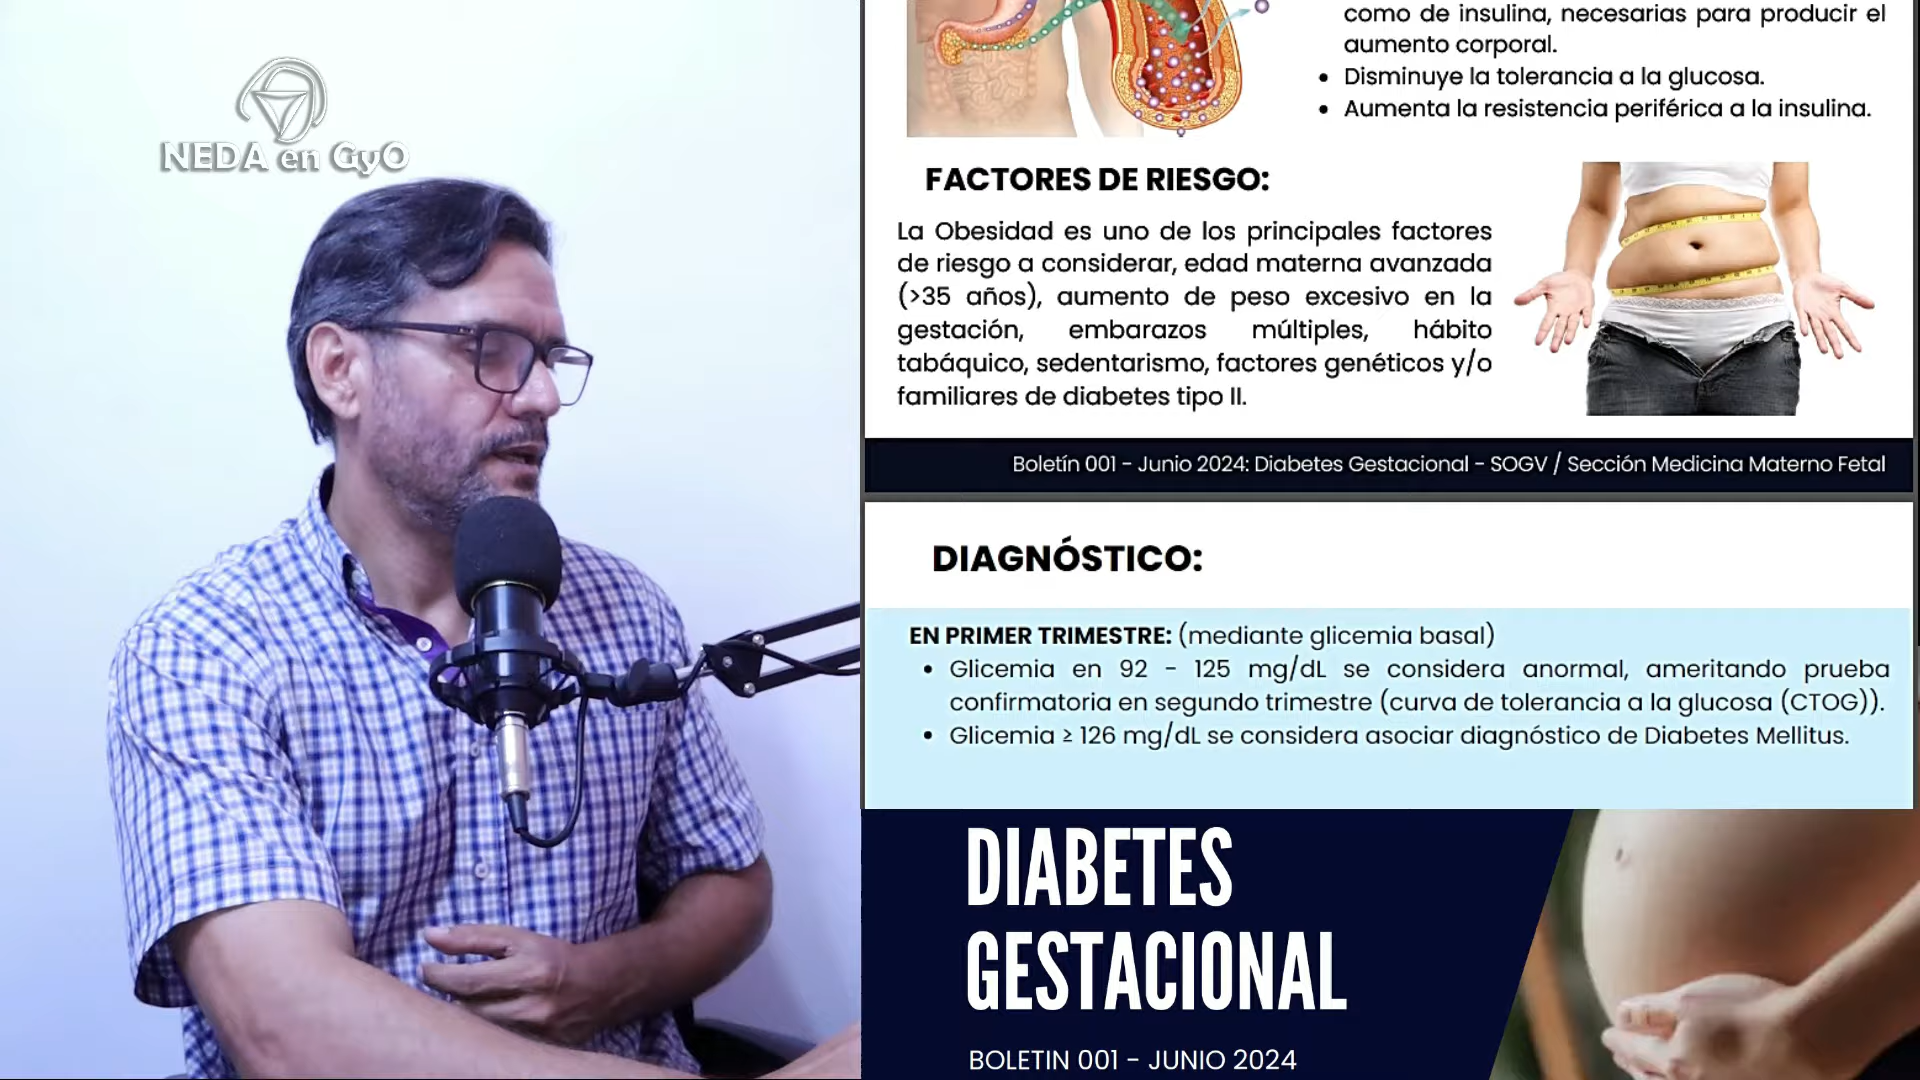 NEDA en GyO
como de insulina, necesarias para producir el
aumento corporal.
• Disminuye la tolerancia a la glucosa.
• Aumenta la resistencia periférica a la insulina.
FACTORES DE RIESGO:
La Obesidad es uno de los principales factores
de riesgo a considerar, edad materna avanzada
(>35 años), aumento de peso excesivo en la
gestación, embarazos múltiples, hábito
tabáquico, sedentarismo, factores genéticos y/o
familiares de diabetes tipo II.
Boletín 001 - Junio 2024: Diabetes Gestacional - SOGV / Sección Medicina Materno Fetal
DIAGNÓSTICO:
EN PRIMER TRIMESTRE: (mediante glicemia basal)
• Glicemia en 92 - 125 mg/dL se considera anormal, ameritando prueba
confirmatoria en segundo trimestre (curva de tolerancia a la glucosa (CTOG)).
• Glicemia ≥ 126 mg/dL se considera asociar diagnóstico de Diabetes Mellitus.
DIABETES
GESTACIONAL
BOLETIN 001 - JUNIO 2024